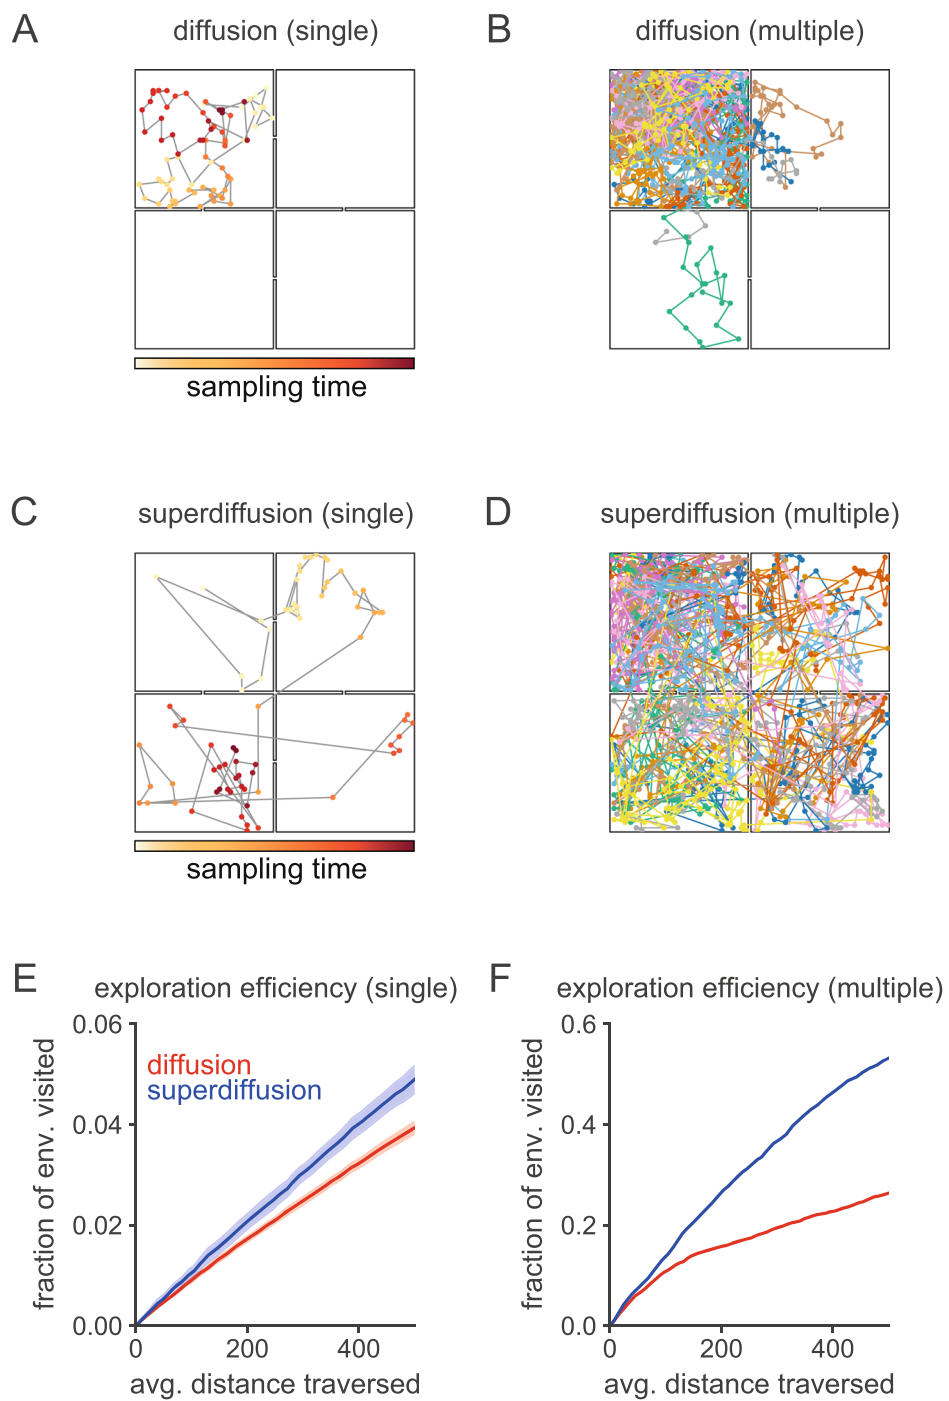 A
diffusion (single)
B
diffusion (multiple)
sampling time
C
superdiffusion (single)
D
superdiffusion (multiple)
sampling time
E
exploration efficiency (single)
F
exploration efficiency (multiple)
fraction of env. visited
0.06
0.04
0.02
0.00
diffusion
superdiffusion
0
200
400
avg. distance traversed
fraction of env. visited
0.6
0.4
0.2
0.0
0
200
400
avg. distance traversed